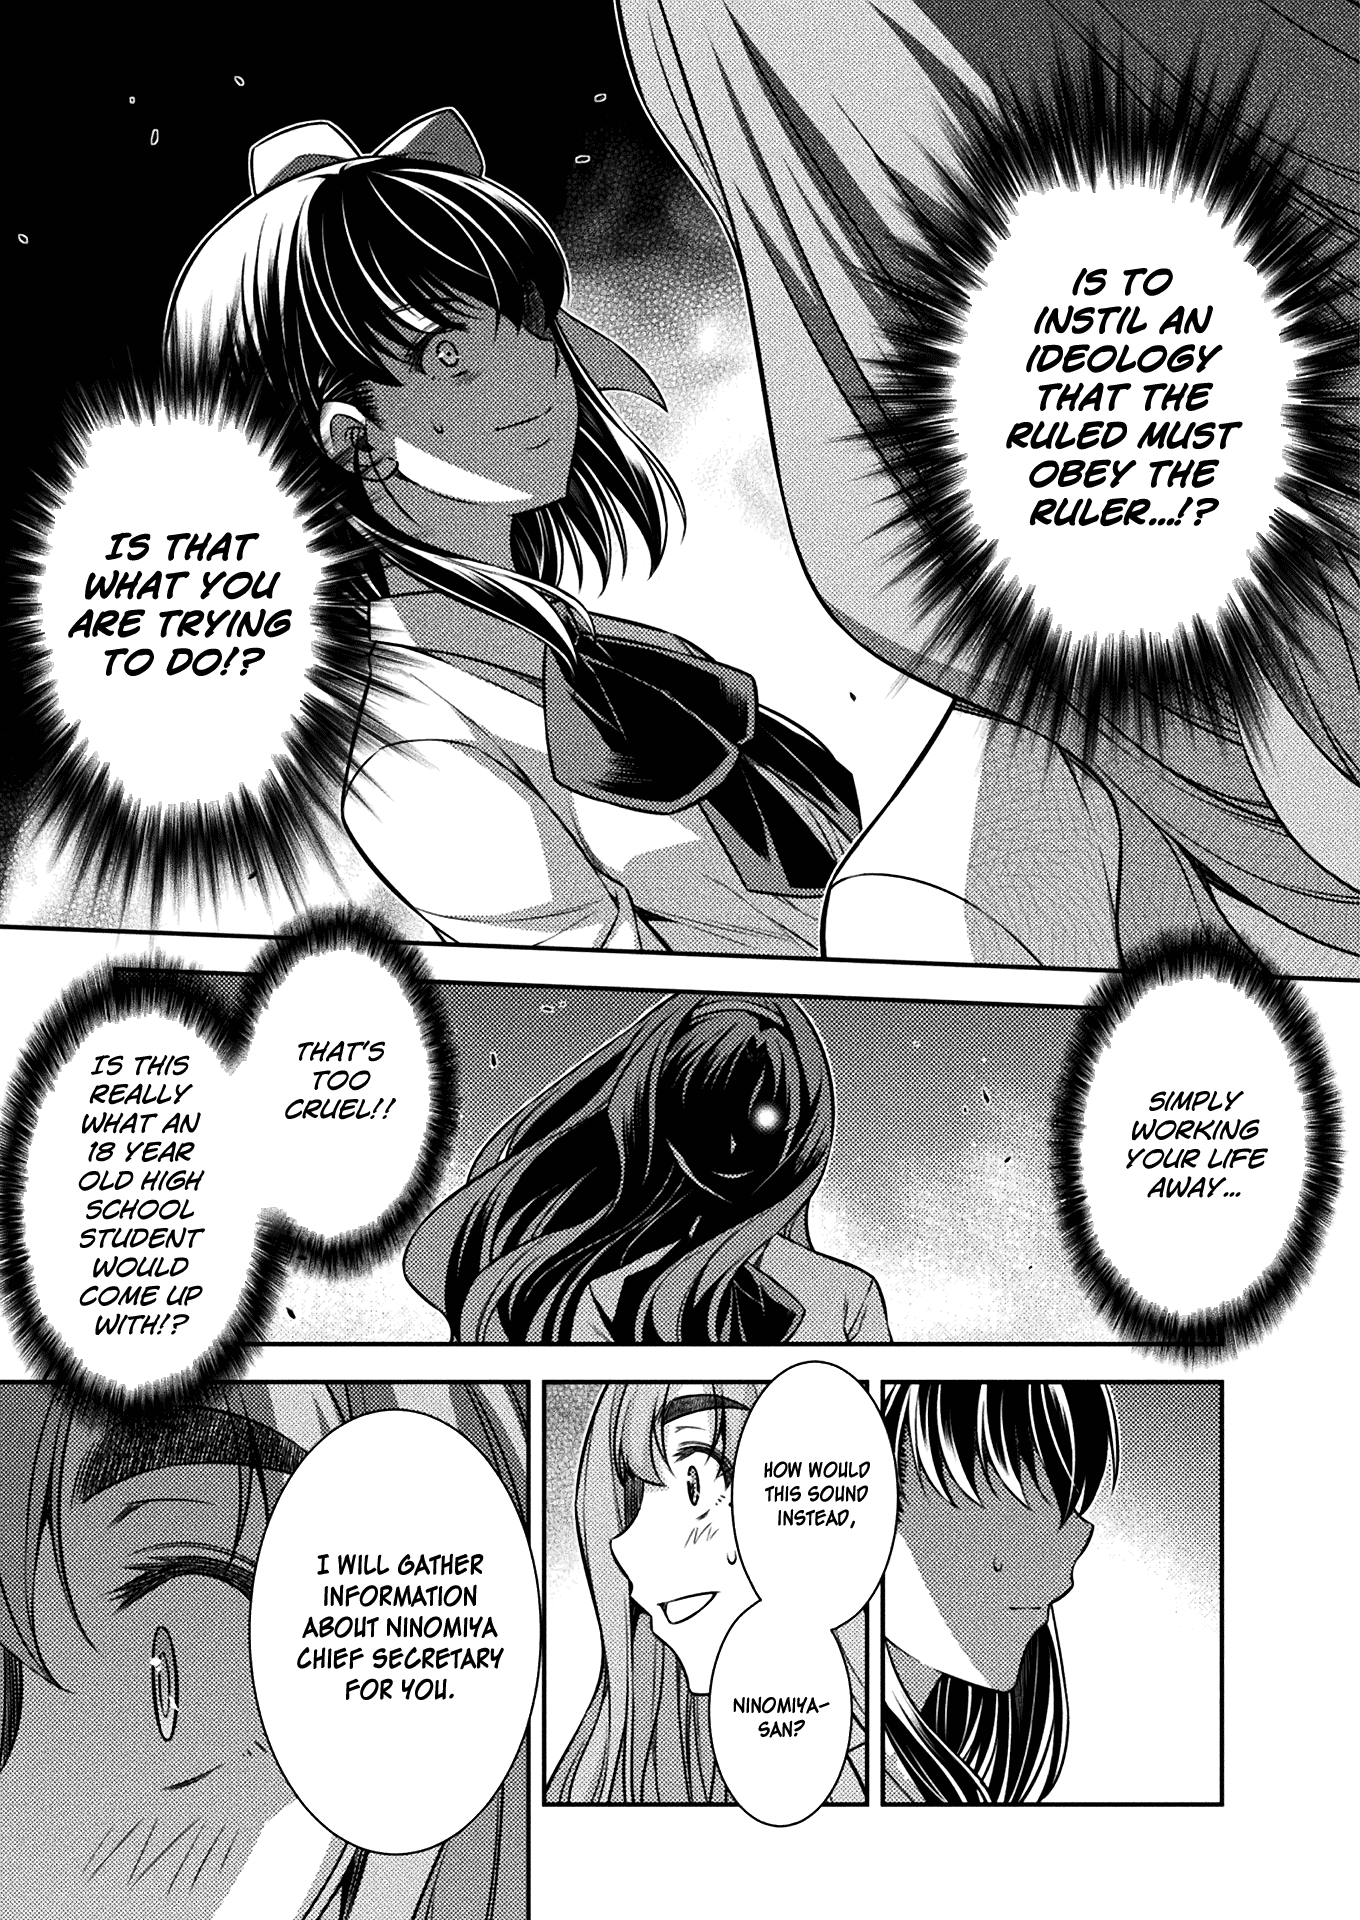 IS TO
INSTIL AN
IDEOLOGY
THAT THE
RULED MUST
OBEY THE
RULER...!?
IS THAT
WHAT YOU
ARE TRYING
TO DO!?
SIMPLY
WORKING
YOUR LIFE
AWAY...
THAT'S
TOO
CRUEL!!
IS THIS
REALLY
WHAT AN
18 YEAR
OLD HIGH
SCHOOL
STUDENT
WOULD
COME UP
WITH!?
HOW WOULD
THIS SOUND
INSTEAD,
NINOMIYA-
SAN?
I WILL GATHER
INFORMATION
ABOUT NINOMIYA
CHIEF SECRETARY
FOR YOU.